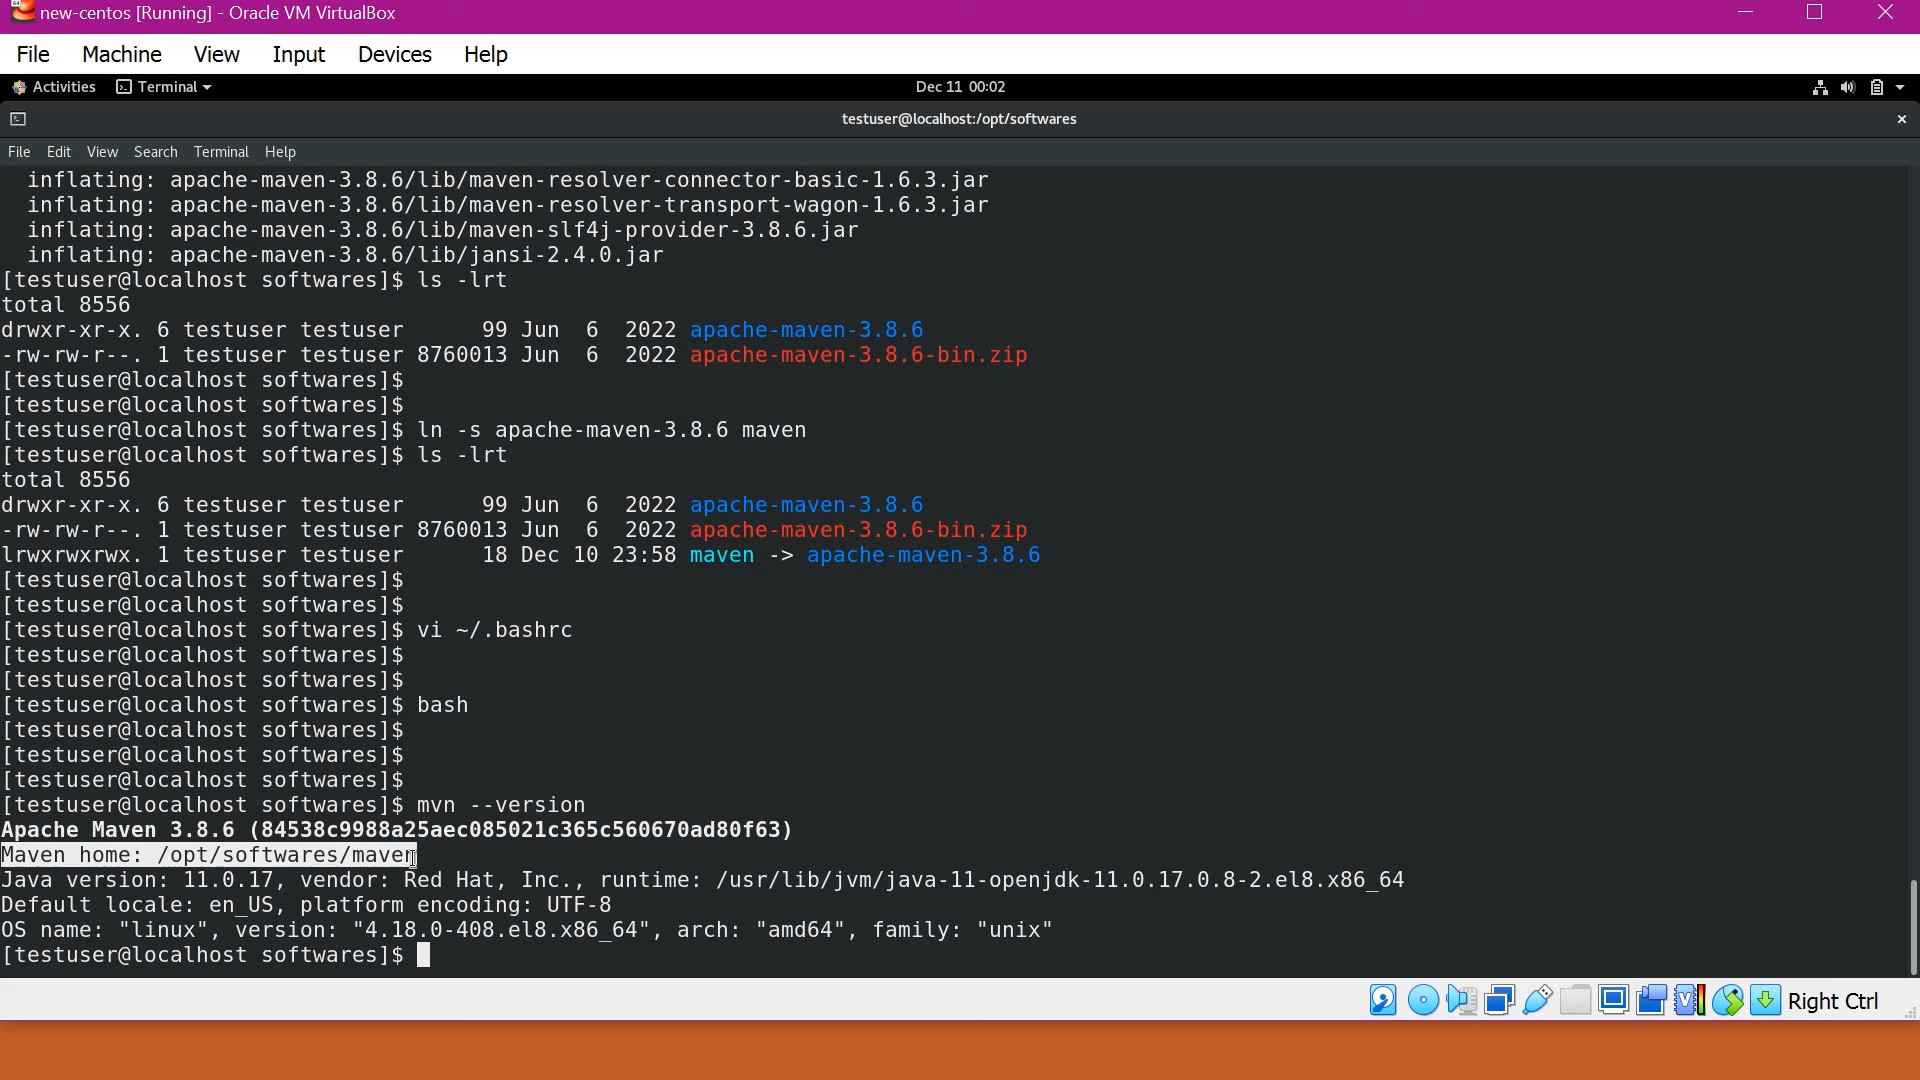 new-centos [Running] - Oracle VM VirtualBox
File Machine View Input Devices Help
Activities Terminal Dec 11 00:02
testuser@localhost:/opt/softwares
File Edit View Search Terminal Help
inflating: apache-maven-3.8.6/lib/maven-resolver-connector-basic-1.6.3.jar
inflating: apache-maven-3.8.6/lib/maven-resolver-transport-wagon-1.6.3.jar
inflating: apache-maven-3.8.6/lib/maven-slf4j-provider-3.8.6.jar
inflating: apache-maven-3.8.6/lib/jansi-2.4.0.jar
[testuser@localhost softwares]$ ls -lrt
total 8556
drwxr-xr-x. 6 testuser testuser      99 Jun  6  2022 apache-maven-3.8.6
-rw-rw-r--. 1 testuser testuser 8760013 Jun  6  2022 apache-maven-3.8.6-bin.zip
[testuser@localhost softwares]$
[testuser@localhost softwares]$
[testuser@localhost softwares]$ ln -s apache-maven-3.8.6 maven
[testuser@localhost softwares]$ ls -lrt
total 8556
drwxr-xr-x. 6 testuser testuser      99 Jun  6  2022 apache-maven-3.8.6
-rw-rw-r--. 1 testuser testuser 8760013 Jun  6  2022 apache-maven-3.8.6-bin.zip
lrwxrwxrwx. 1 testuser testuser      18 Dec 10 23:58 maven -> apache-maven-3.8.6
[testuser@localhost softwares]$
[testuser@localhost softwares]$
[testuser@localhost softwares]$ vi ~/.bashrc
[testuser@localhost softwares]$
[testuser@localhost softwares]$
[testuser@localhost softwares]$ bash
[testuser@localhost softwares]$
[testuser@localhost softwares]$
[testuser@localhost softwares]$
[testuser@localhost softwares]$ mvn --version
Apache Maven 3.8.6 (84538c9988a25aec085021c365c560670ad80f63)
Maven home: /opt/softwares/maven
Java version: 11.0.17, vendor: Red Hat, Inc., runtime: /usr/lib/jvm/java-11-openjdk-11.0.17.0.8-2.el8.x86_64
Default locale: en_US, platform encoding: UTF-8
OS name: "linux", version: "4.18.0-408.el8.x86_64", arch: "amd64", family: "unix"
[testuser@localhost softwares]$
Right Ctrl